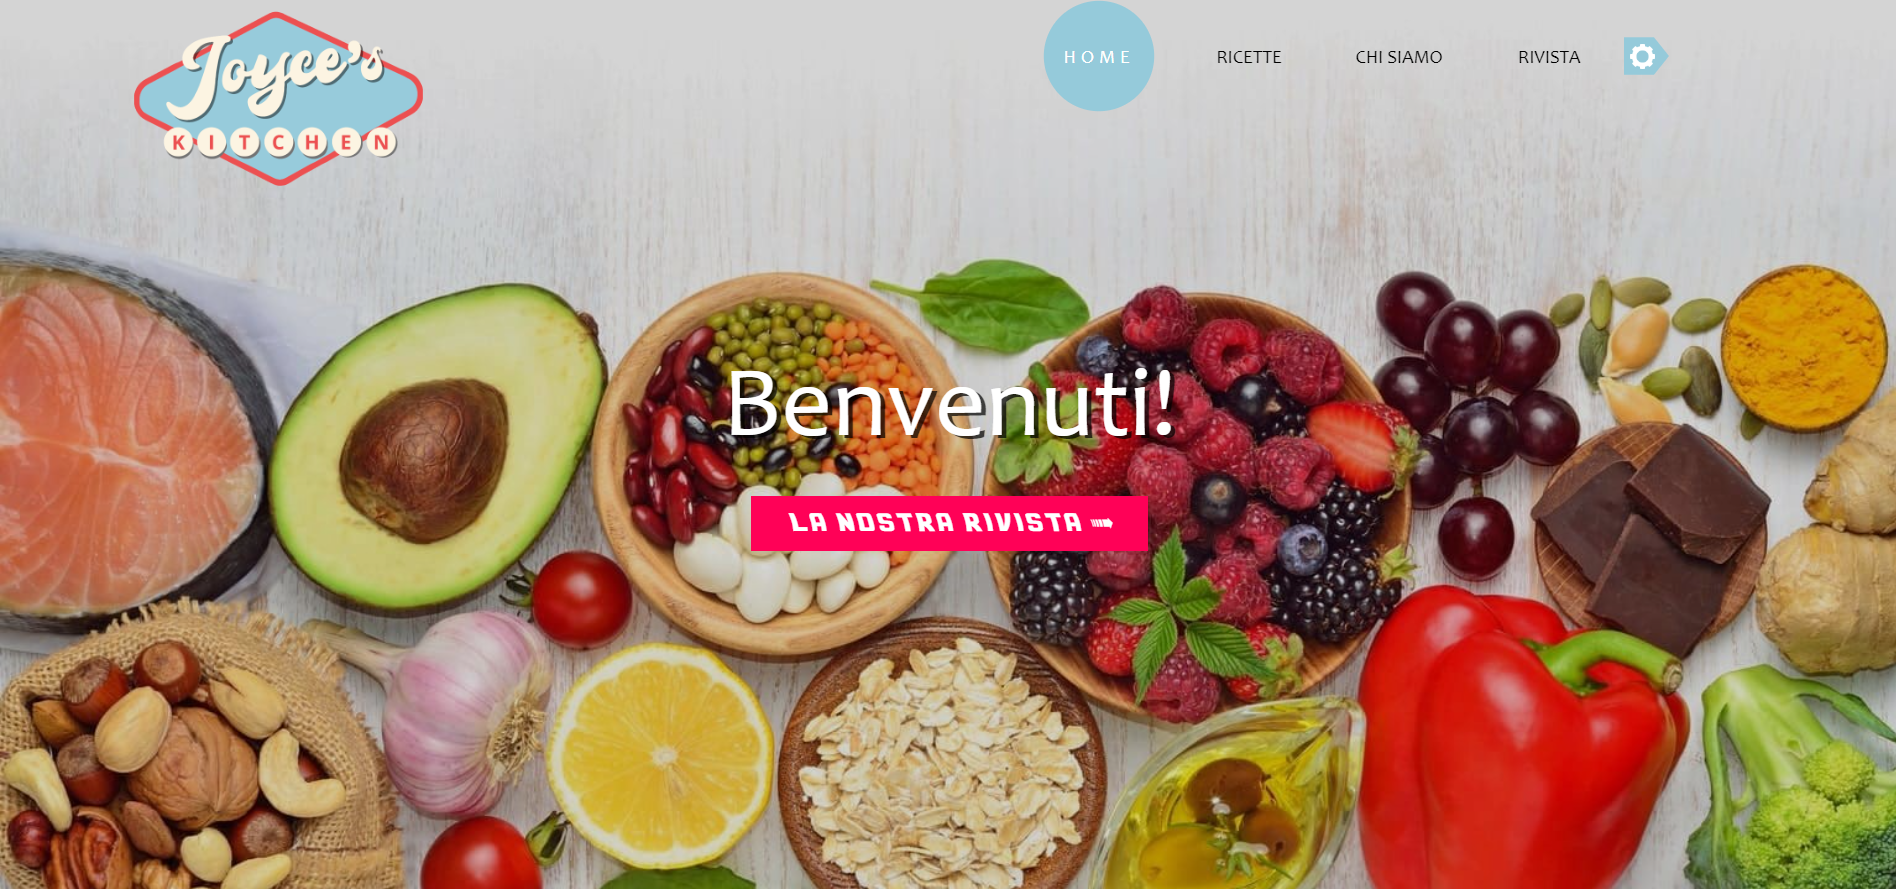 Joyce's
KITCHEN
HOME
RICETTE
CHI SIAMO
RIVISTA
Benvenuti!
LA NOSTRA RIVISTA ➠